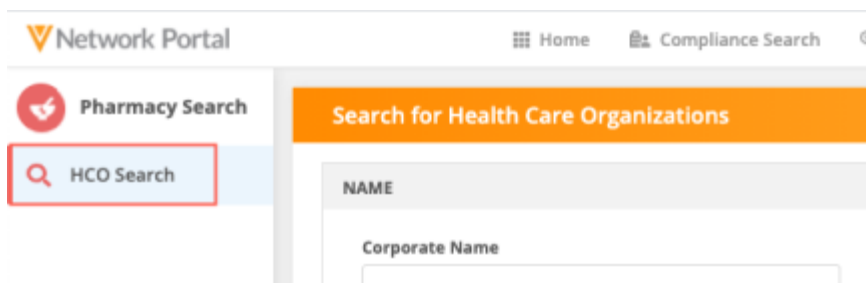 Network Portal
Home
Compliance Search
Pharmacy Search
HCO Search
Search for Health Care Organizations
NAME
Corporate Name